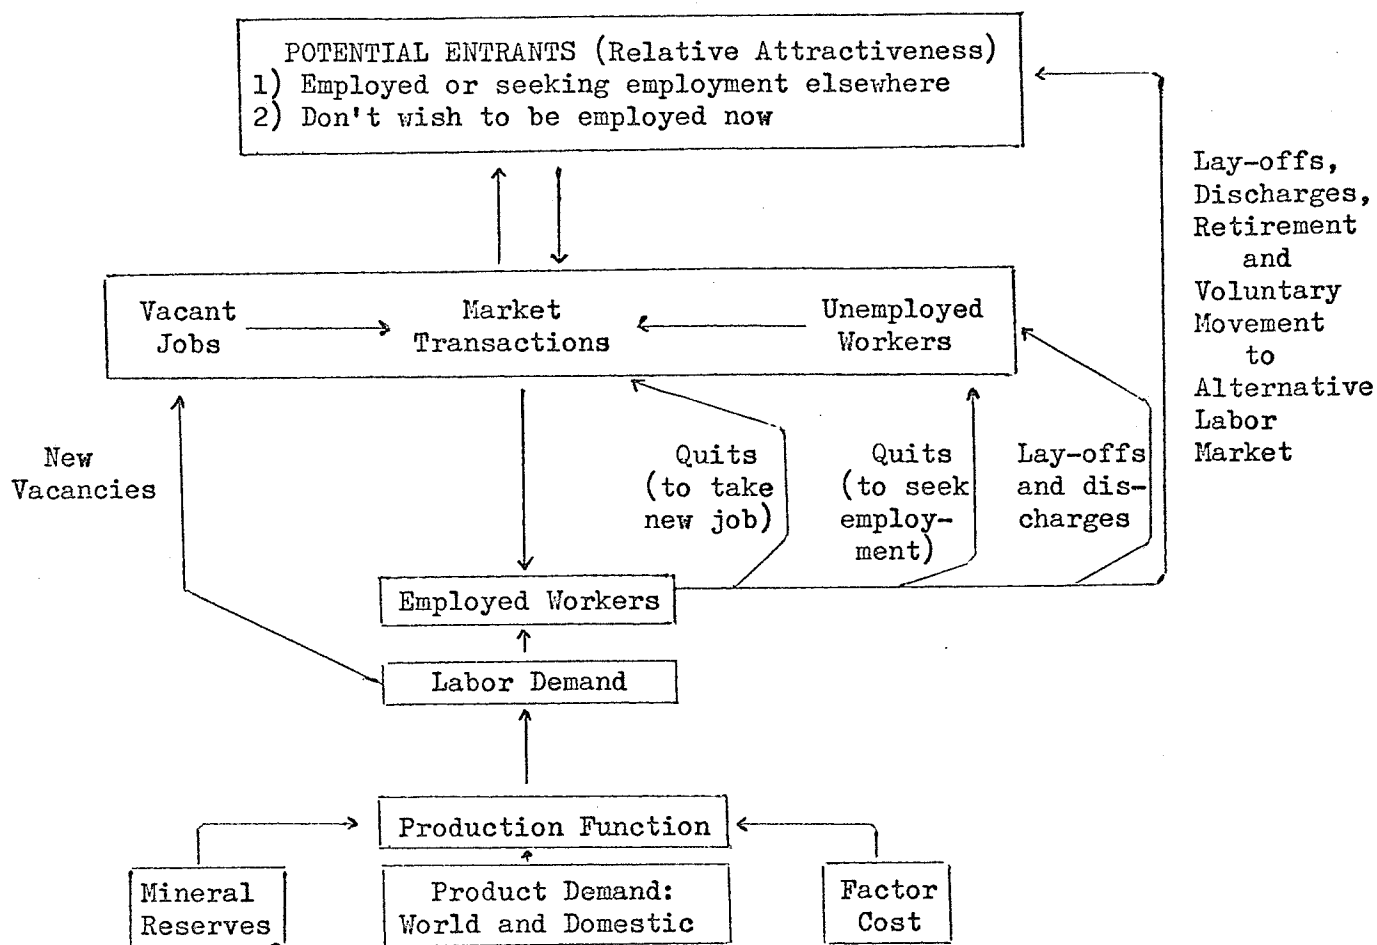 POTENTIAL ENTRANTS (Relative Attractiveness)
1) Employed or seeking employment elsewhere
2) Don't wish to be employed now
Lay-offs,
Discharges,
Retirement
and
Voluntary
Movement
to
Alternative
Labor
Market
Vacant
Jobs
Market
Transactions
Unemployed
Workers
New
Vacancies
Quits
(to take
new job)
Quits
(to seek
employ-
ment)
Lay-offs
and dis-
charges
Employed Workers
Labor Demand
Production Function
Mineral
Reserves
Product Demand:
World and Domestic
Factor
Cost